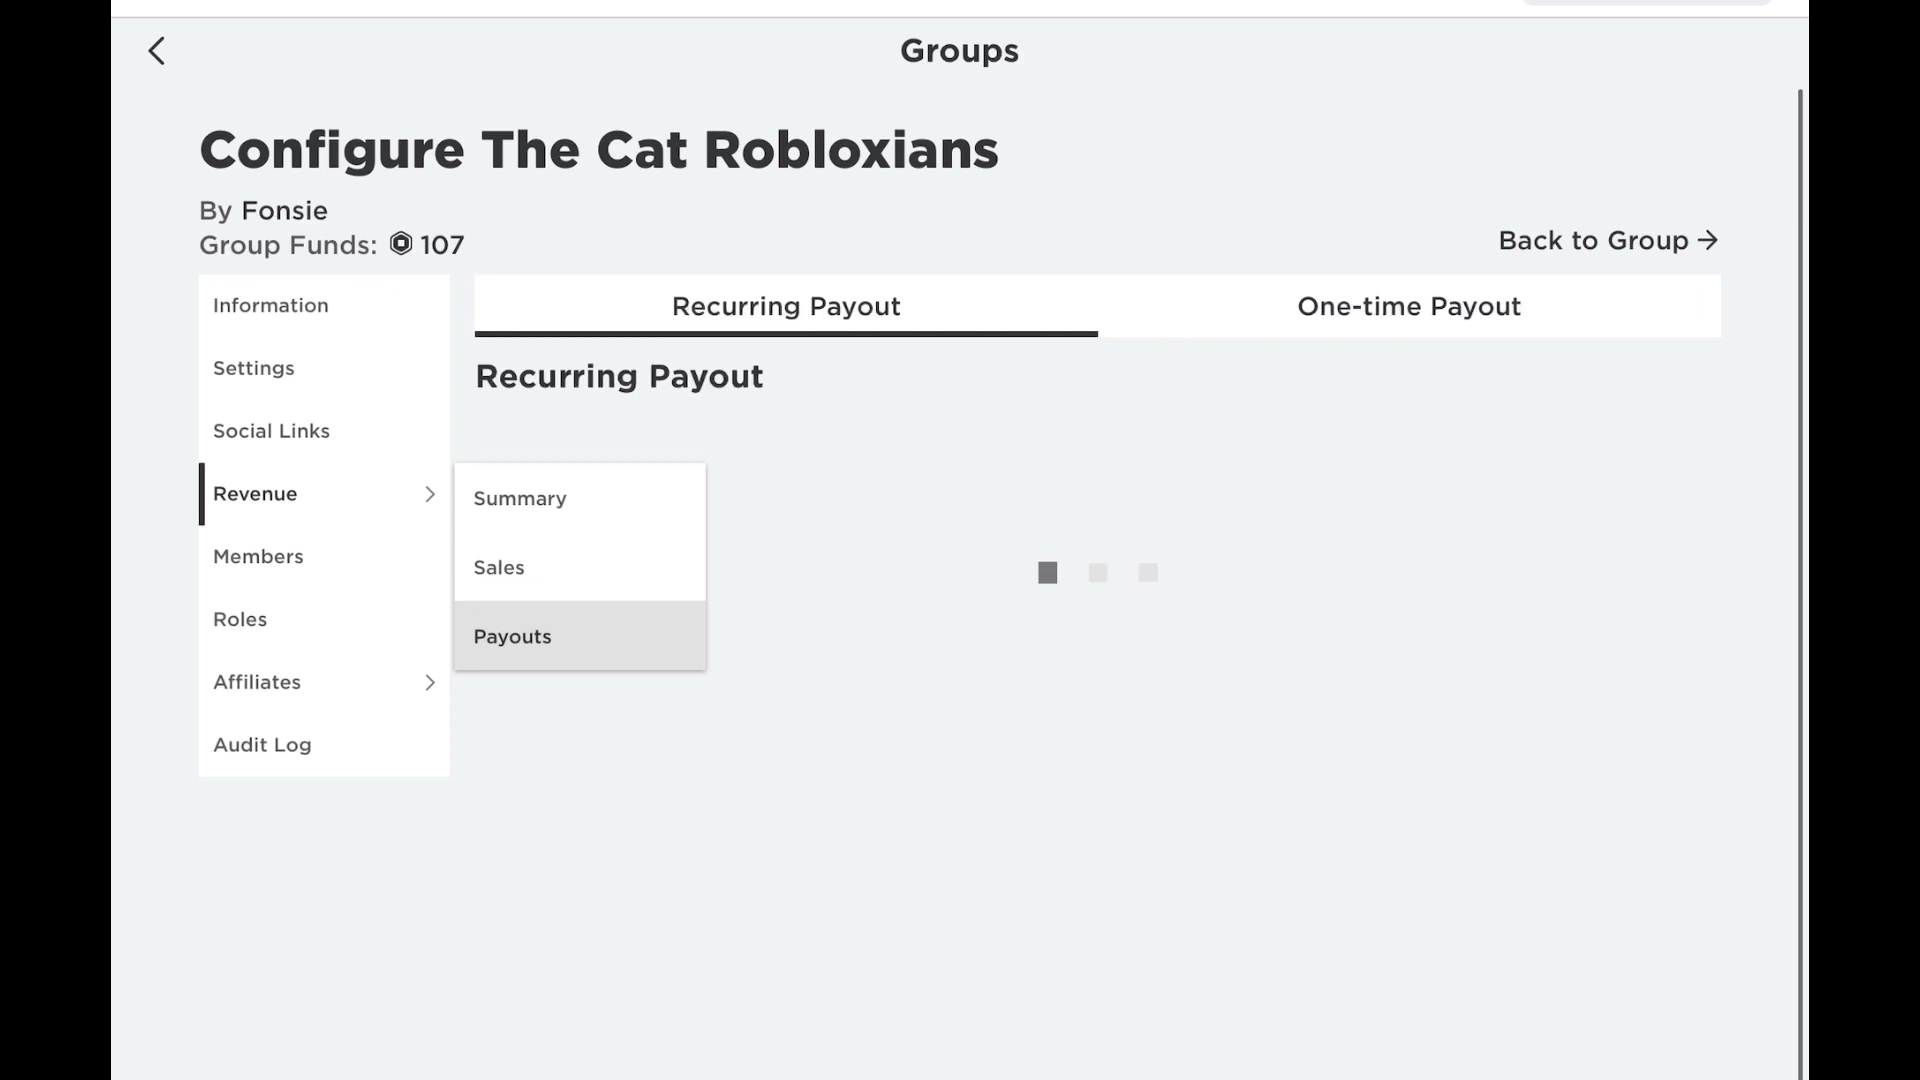 Groups
Configure The Cat Robloxians
By Fonsie
Group Funds: 107
Back to Group
Information
Settings
Social Links
Revenue
Members
Roles
Affiliates
Audit Log
Recurring Payout
One-time Payout
Recurring Payout
Summary
Sales
Payouts